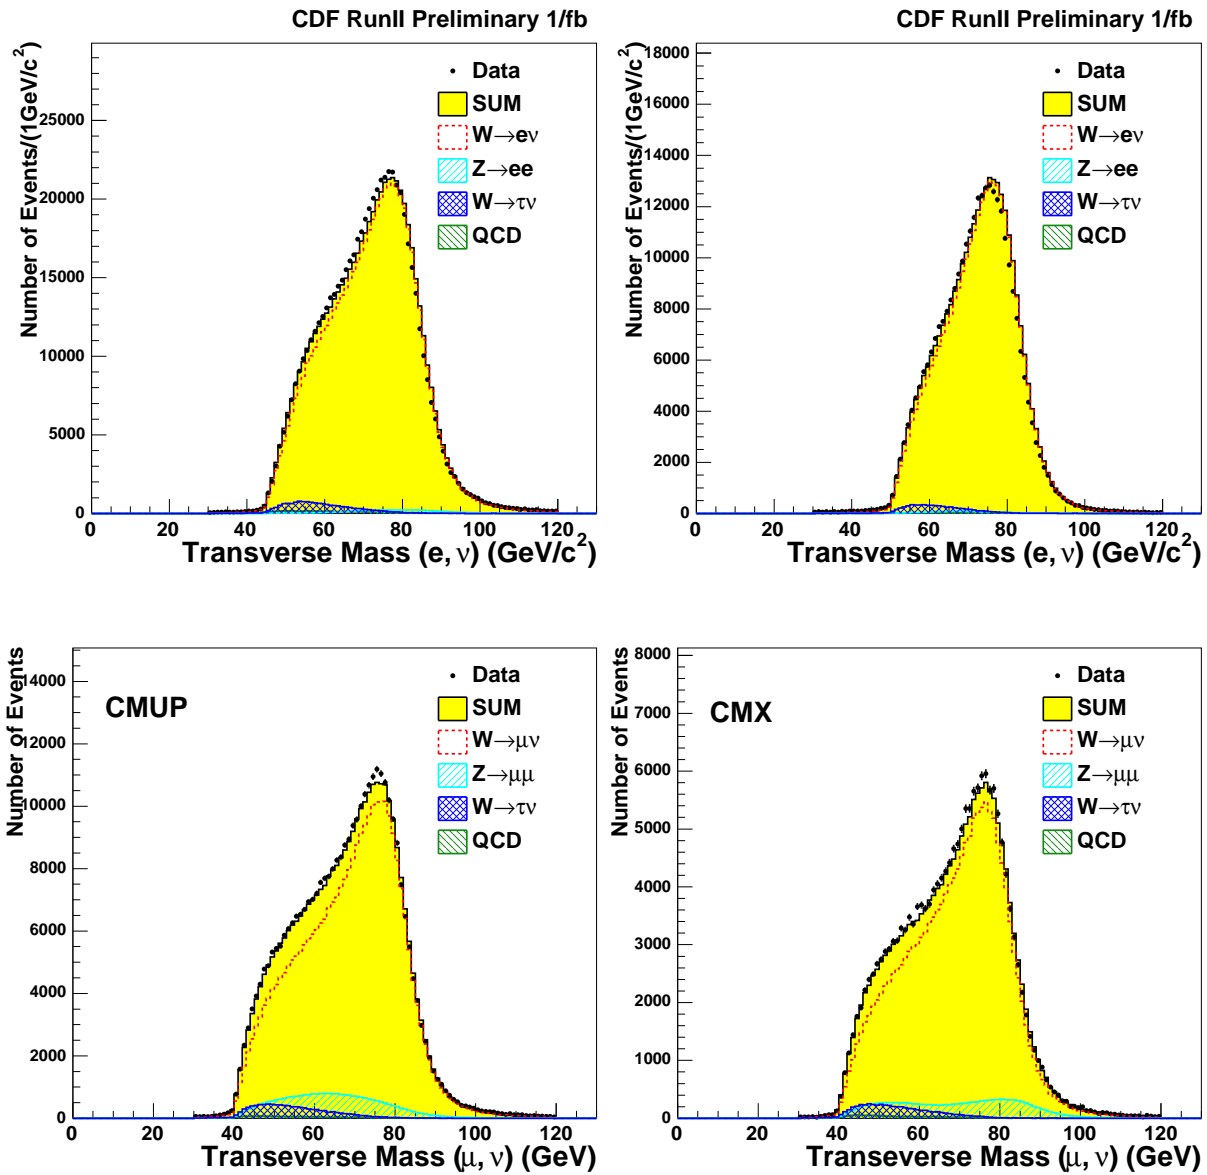 CDF RunII Preliminary 1/fb
Number of Events/(1GeV/c²)
25000
20000
15000
10000
5000
0
Data
SUM
W→eν
Z→ee
W→τν
QCD
0 20 40 60 80 100 120
Transverse Mass (e, ν) (GeV/c²)
CDF RunII Preliminary 1/fb
Number of Events/(1GeV/c²)
18000
16000
14000
12000
10000
8000
6000
4000
2000
0
Data
SUM
W→eν
Z→ee
W→τν
QCD
0 20 40 60 80 100 120
Transverse Mass (e, ν) (GeV/c²)
Number of Events
14000
12000
10000
8000
6000
4000
2000
0
CMUP
Data
SUM
W→μν
Z→μμ
W→τν
QCD
0 20 40 60 80 100 120
Transeverse Mass (μ, ν) (GeV)
Number of Events
8000
7000
6000
5000
4000
3000
2000
1000
0
CMX
Data
SUM
W→μν
Z→μμ
W→τν
QCD
0 20 40 60 80 100 120
Transeverse Mass (μ, ν) (GeV)